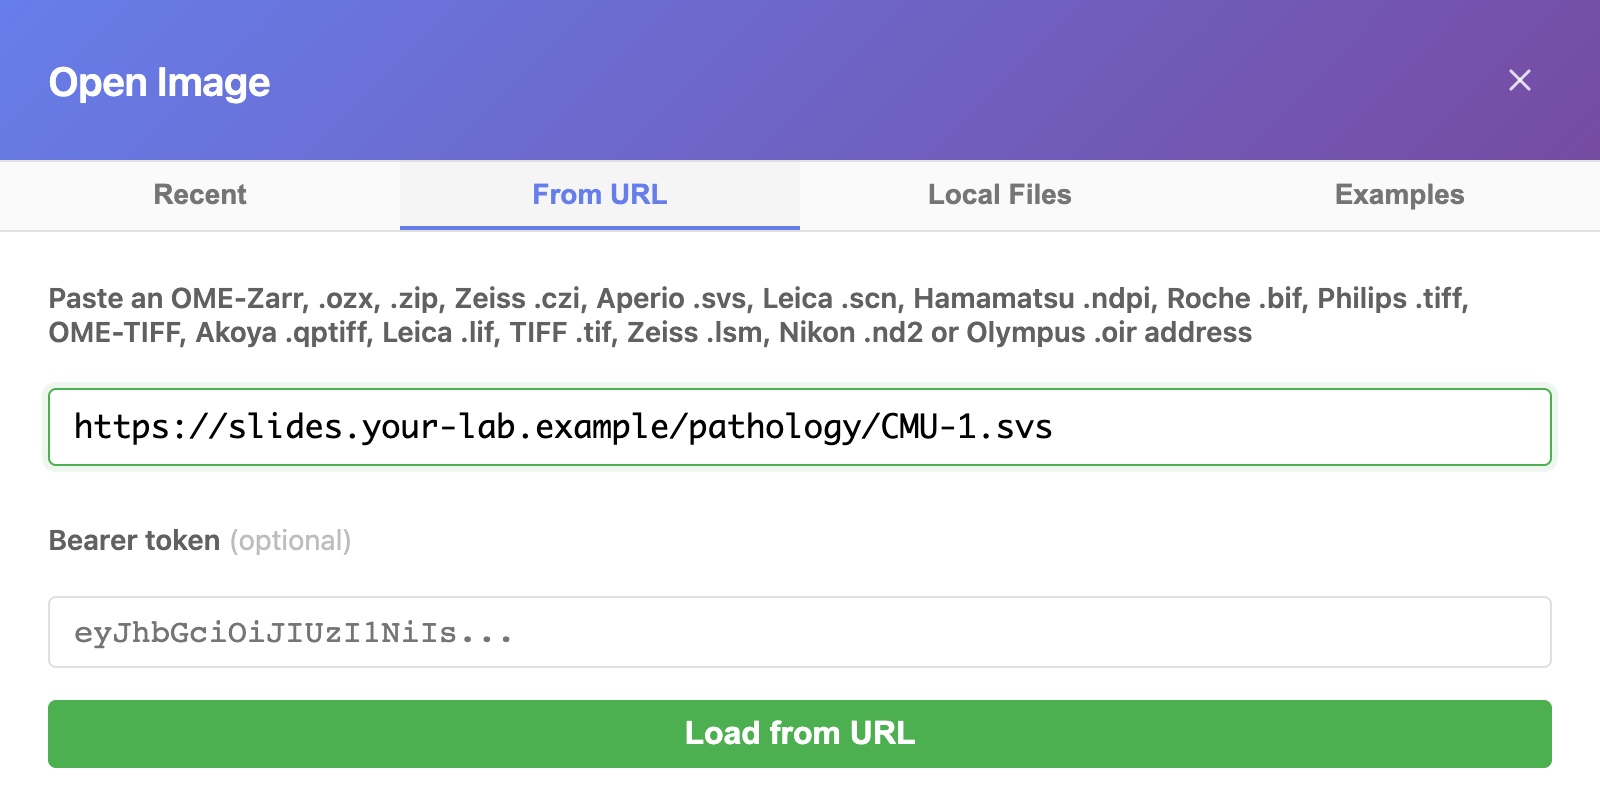 Open Image
Recent
From URL
Local Files
Examples
Paste an OME-Zarr, .ozx, .zip, Zeiss .czi, Aperio .svs, Leica .scn, Hamamatsu .ndpi, Roche .bif, Philips .tiff,
OME-TIFF, Akoya .qptiff, Leica .lif, TIFF .tif, Zeiss .lsm, Nikon .nd2 or Olympus .oir address
https://slides.your-lab.example/pathology/CMU-1.svs
Bearer token (optional)
eyJhbGciOiJIUzI1NiIs...
Load from URL